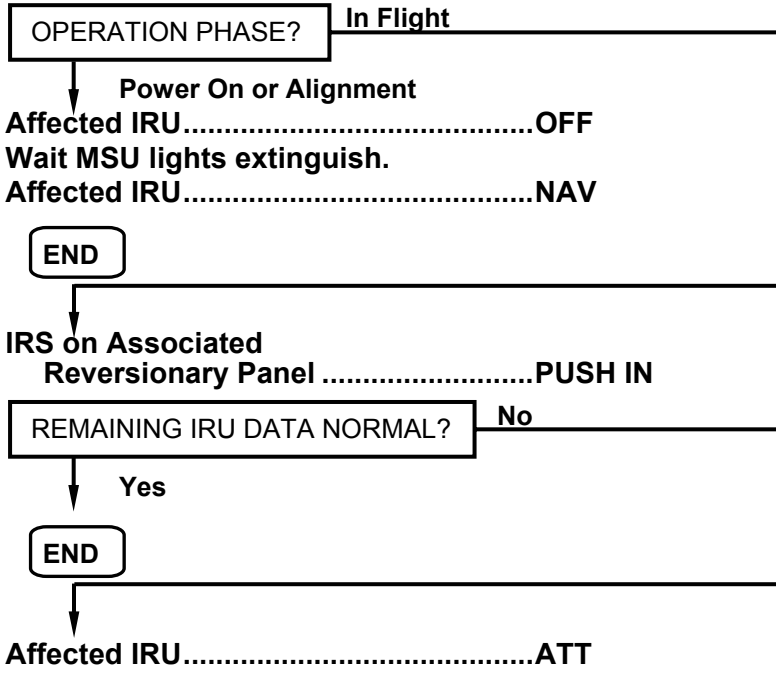 OPERATION PHASE? In Flight
Power On or Alignment
Affected IRU...........................................OFF
Wait MSU lights extinguish.
Affected IRU...........................................NAV
END
IRS on Associated
Reversionary Panel ..........................PUSH IN
REMAINING IRU DATA NORMAL? No
Yes
END
Affected IRU...........................................ATT